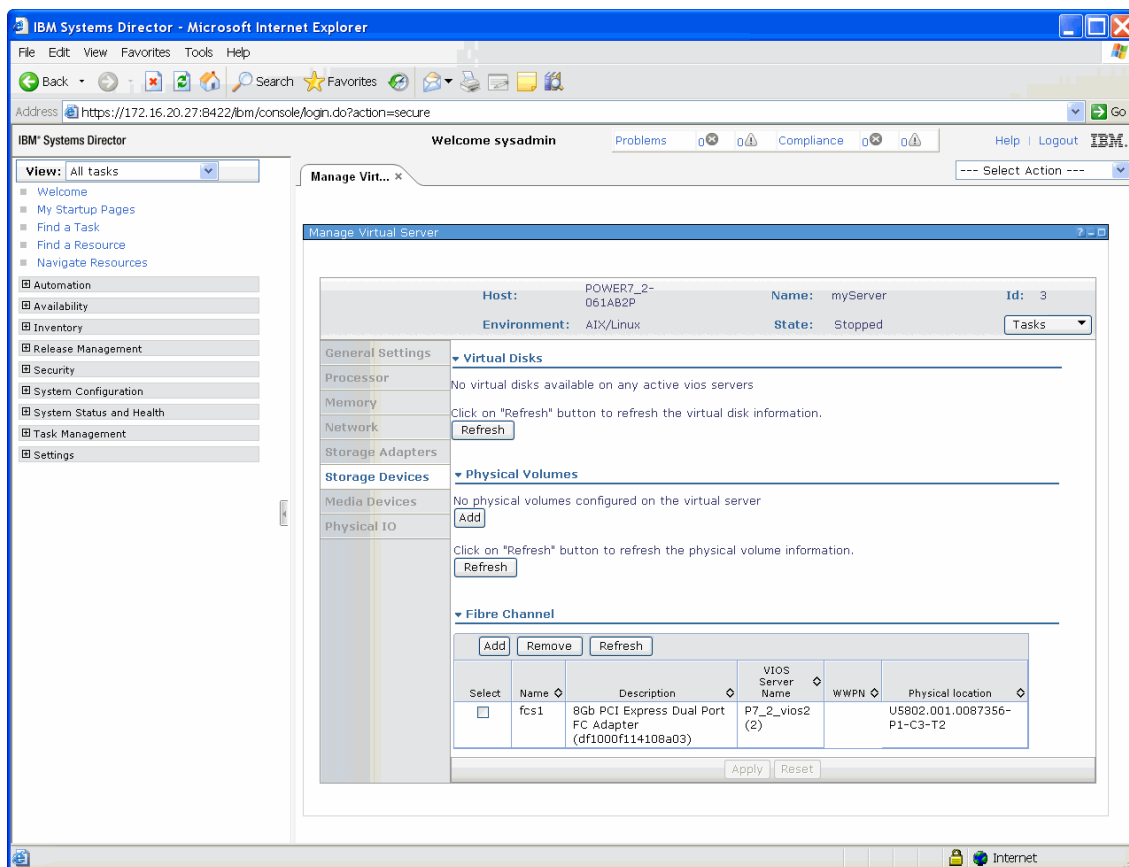 IBM Systems Director - Microsoft Internet Explorer
File Edit View Favorites Tools Help
Back Search Favorites
Address https://172.16.20.27:8422/ibm/console/login.do?action=secure Go
IBM® Systems Director Welcome sysadmin Problems 0 0 Compliance 0 0 Help | Logout IBM.
View: All tasks
Manage Virt... × --- Select Action ---
Welcome
My Startup Pages
Find a Task
Find a Resource
Navigate Resources
Automation
Availability
Inventory
Release Management
Security
System Configuration
System Status and Health
Task Management
Settings
Manage Virtual Server
Host: POWER7_2-
061AB2P
Name: myServer Id: 3
Environment: AIX/Linux State: Stopped Tasks
General Settings
Processor
Memory
Network
Storage Adapters
Storage Devices
Media Devices
Physical IO
Virtual Disks
No virtual disks available on any active vios servers
Click on "Refresh" button to refresh the virtual disk information.
Refresh
Physical Volumes
No physical volumes configured on the virtual server
Add
Click on "Refresh" button to refresh the physical volume information.
Refresh
Fibre Channel
Add Remove Refresh
Select Name Description VIOS
Server
Name WWPN Physical location
fcs1 8Gb PCI Express Dual Port
FC Adapter
(df1000f114108a03)
P7_2_vios2
(2)
U5802.001.0087356-
P1-C3-T2
Apply Reset
Internet